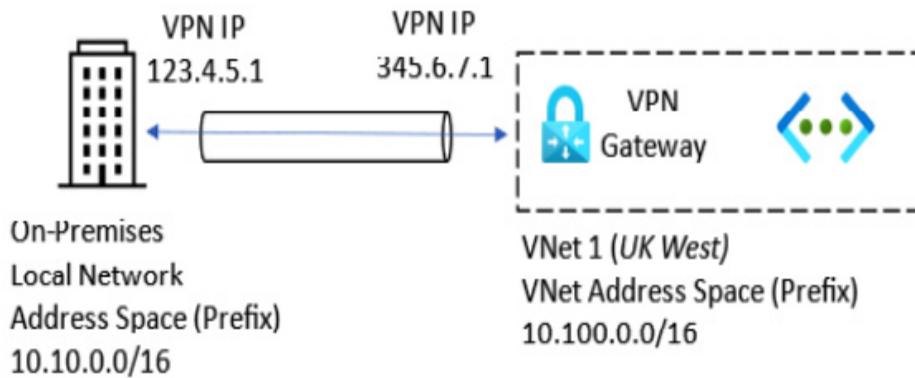 VPN IP
123.4.5.1
VPN IP
345.6.7.1
VPN
Gateway
On-Premises
Local Network
Address Space (Prefix)
10.10.0.0/16
VNet 1 (UK West)
VNet Address Space (Prefix)
10.100.0.0/16